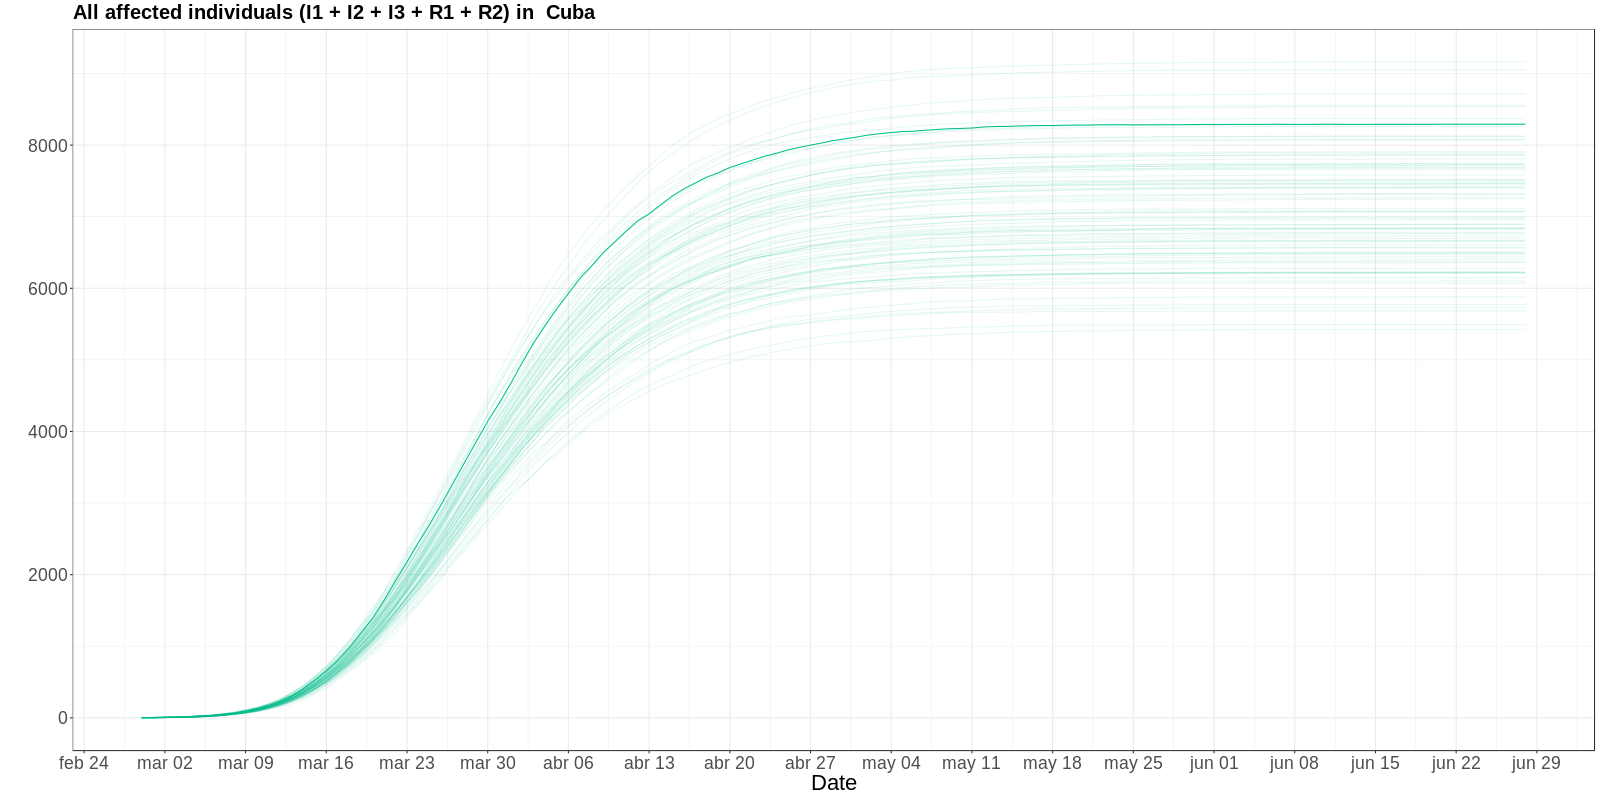 All affected individuals (I1 + I2 + I3 + R1 + R2) in  Cuba
8000
6000
4000
2000
0
feb 24 mar 02 mar 09 mar 16 mar 23 mar 30 abr 06 abr 13 abr 20 abr 27 may 04 may 11 may 18 may 25 jun 01 jun 08 jun 15 jun 22 jun 29
Date